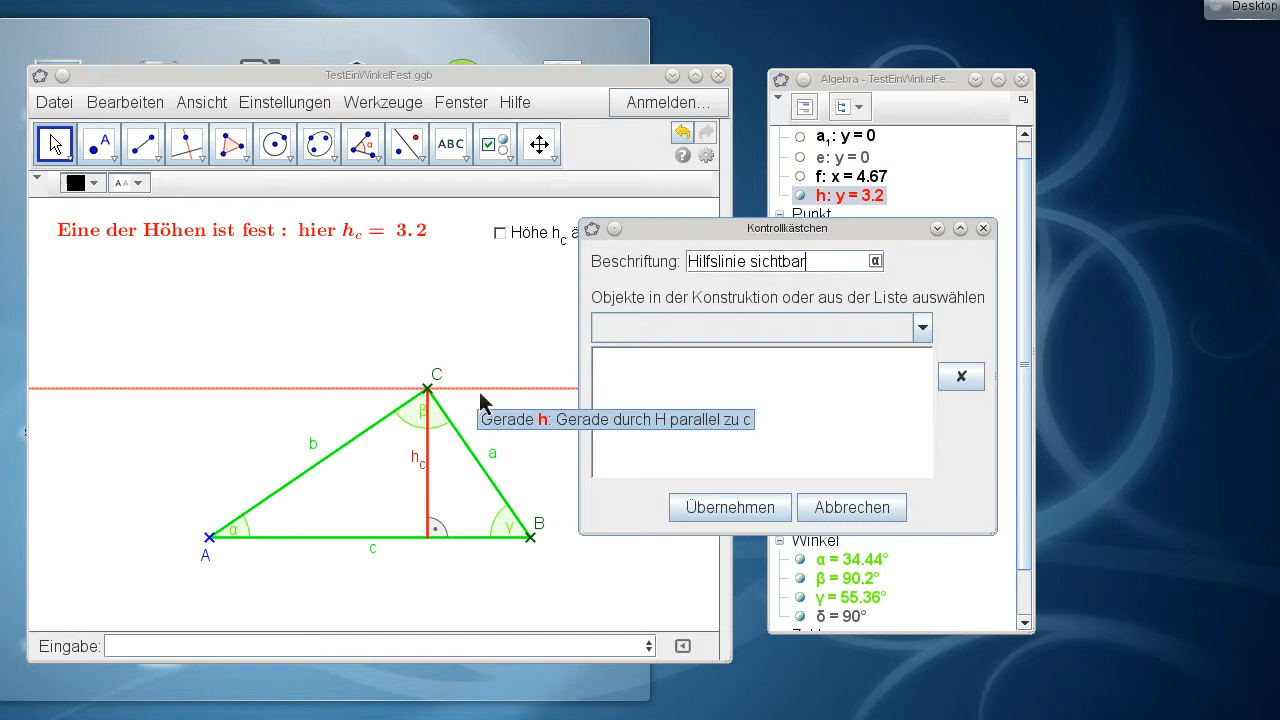 Desktop
TestEinWinkelFest.ggb
Datei Bearbeiten Ansicht Einstellungen Werkzeuge Fenster Hilfe Anmelden...
A α ABC
A A
Eine der Höhen ist fest : hier h_c = 3.2
Höhe h_c ä
C
β
b
h_c
a
α
γ
B
A
c
Gerade h: Gerade durch H parallel zu c
Eingabe:
Algebra - TestEinWinkelFe...
a₁: y = 0
e: y = 0
f: x = 4.67
h: y = 3.2
Punkt
Kontrollkästchen
Beschriftung: Hilfslinie sichtbar α
Objekte in der Konstruktion oder aus der Liste auswählen
Übernehmen Abbrechen
Winkel
α = 34.44°
β = 90.2°
γ = 55.36°
δ = 90°